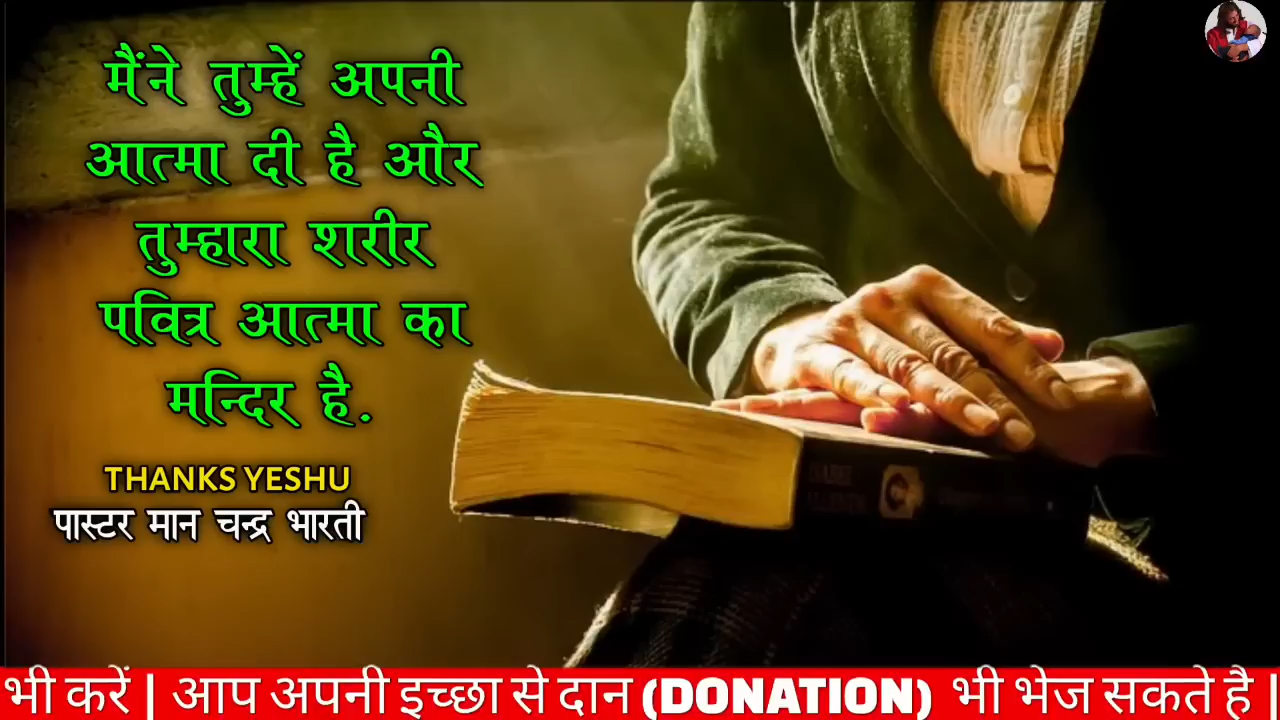 मैंने तुम्हें अपनी
आत्मा दी है और
तुम्हारा शरीर
पवित्र आत्मा का
मन्दिर है.
THANKS YESHU
पास्टर मान चन्द्र भारती
भी करें | आप अपनी इच्छा से दान (DONATION) भी भेज सकते है |